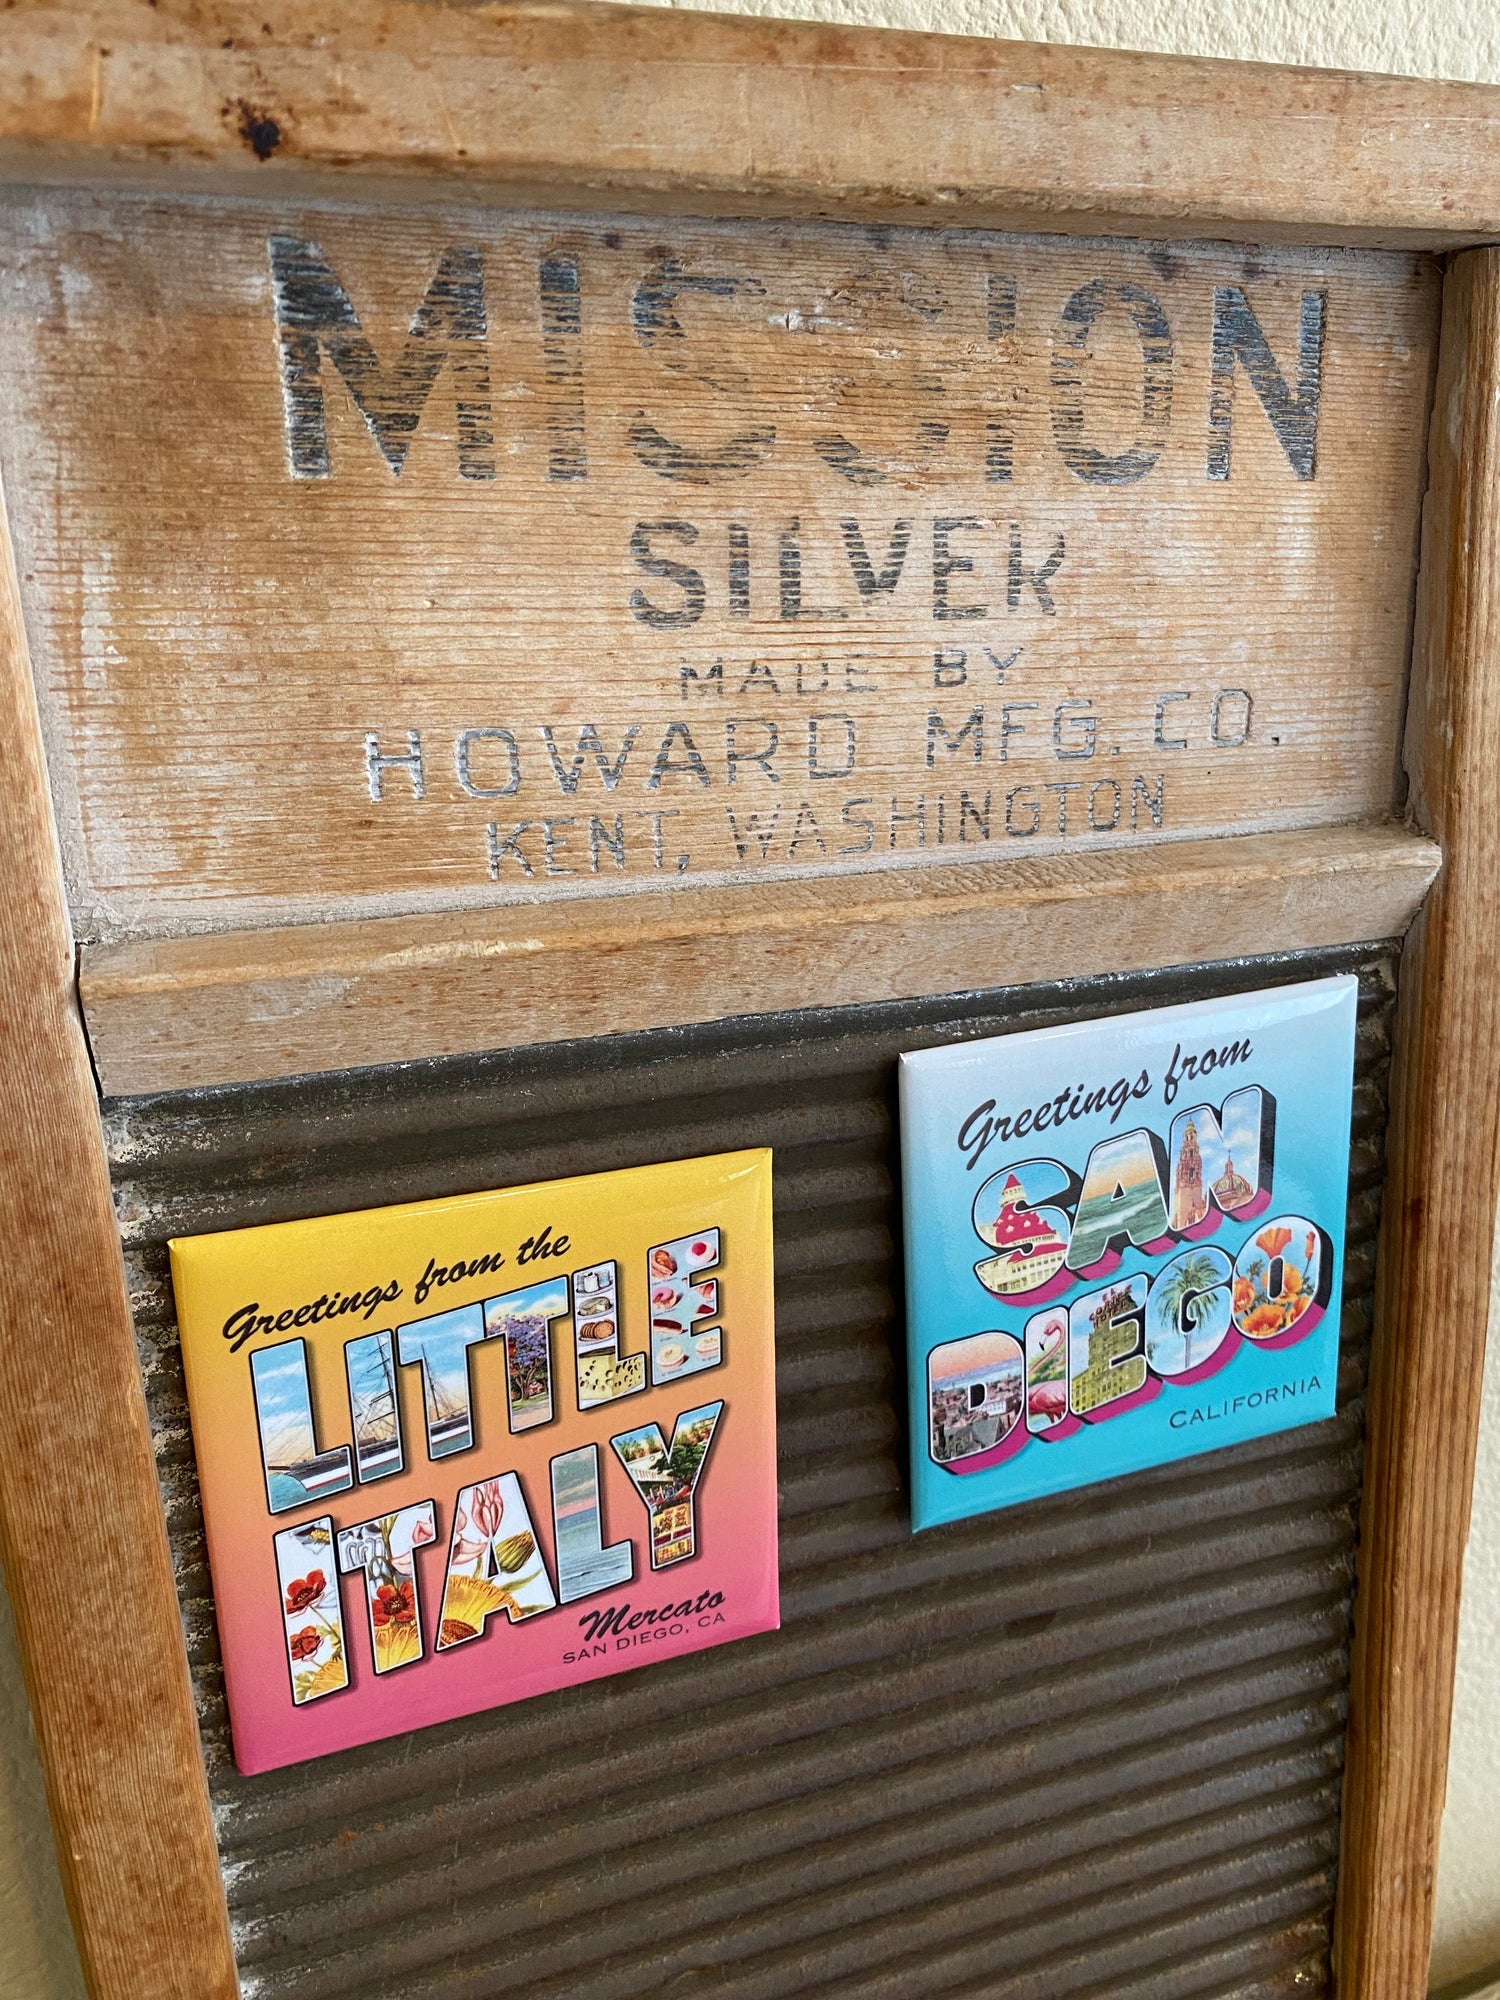 MISSION
SILVER
MADE BY
HOWARD MFG. CO.
KENT, WASHINGTON
Greetings from the
LITTLE
ITALY
Mercato
SAN DIEGO, CA
Greetings from
SAN
DIEGO
CALIFORNIA